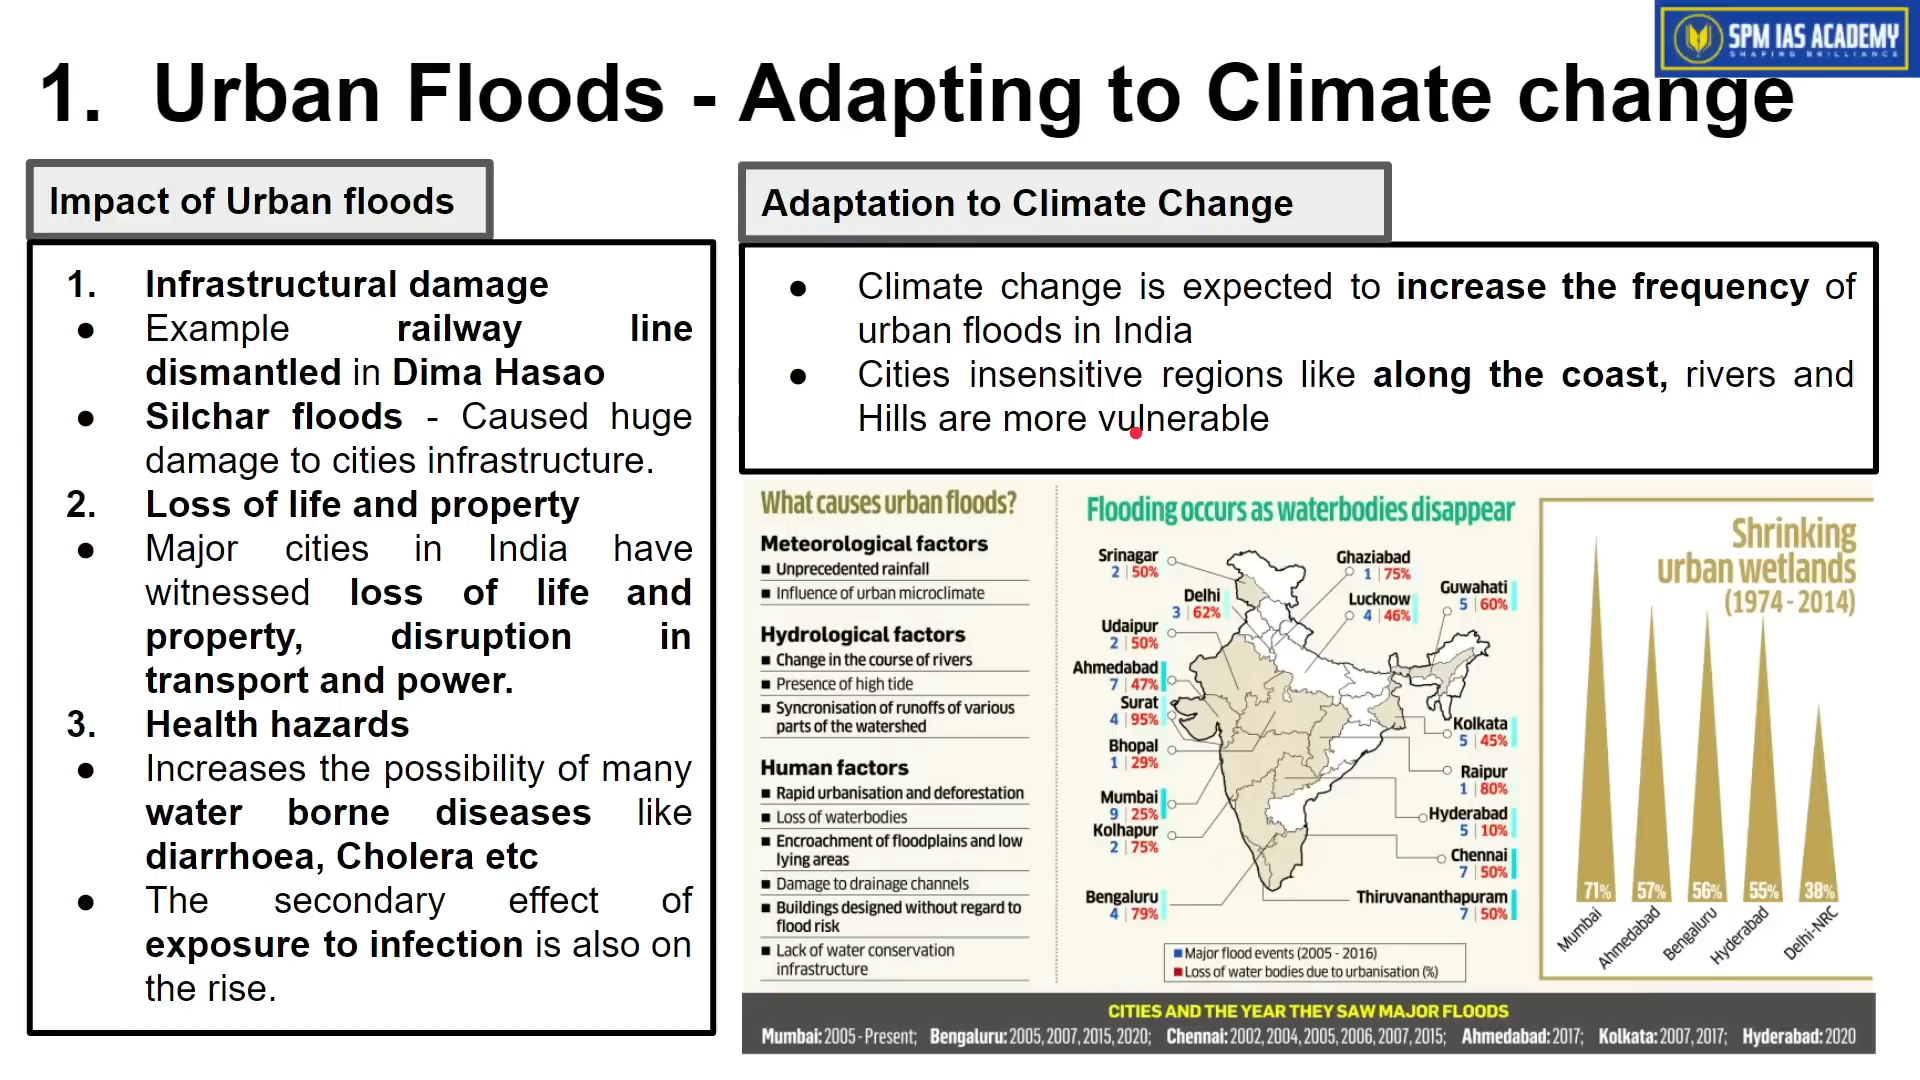 SPM IAS ACADEMY
SHAPING BRILLIANCE
1. Urban Floods - Adapting to Climate change
Impact of Urban floods
1. Infrastructural damage
● Example railway line
dismantled in Dima Hasao
● Silchar floods - Caused huge
damage to cities infrastructure.
2. Loss of life and property
● Major cities in India have
witnessed loss of life and
property, disruption in
transport and power.
3. Health hazards
● Increases the possibility of many
water borne diseases like
diarrhoea, Cholera etc
● The secondary effect of
exposure to infection is also on
the rise.
Adaptation to Climate Change
● Climate change is expected to increase the frequency of
urban floods in India
● Cities insensitive regions like along the coast, rivers and
Hills are more vulnerable
What causes urban floods?
Meteorological factors
■ Unprecedented rainfall
■ Influence of urban microclimate
Hydrological factors
■ Change in the course of rivers
■ Presence of high tide
■ Syncronisation of runoffs of various
parts of the watershed
Human factors
■ Rapid urbanisation and deforestation
■ Loss of waterbodies
■ Encroachment of floodplains and low
lying areas
■ Damage to drainage channels
■ Buildings designed without regard to
flood risk
■ Lack of water conservation
infrastructure
Flooding occurs as waterbodies disappear
Srinagar
2 | 50%
Delhi
3 | 62%
Udaipur
2 | 50%
Ahmedabad
7 | 47%
Surat
4 | 95%
Bhopal
1 | 29%
Mumbai
9 | 25%
Kolhapur
2 | 75%
Bengaluru
4 | 79%
Ghaziabad
1 | 75%
Lucknow
4 | 46%
Guwahati
5 | 60%
Kolkata
5 | 45%
Raipur
1 | 80%
Hyderabad
5 | 10%
Chennai
7 | 50%
Thiruvananthapuram
7 | 50%
■ Major flood events (2005 - 2016)
■ Loss of water bodies due to urbanisation (%)
Shrinking
urban wetlands
(1974 - 2014)
71% 57% 56% 55% 38%
Mumbai Ahmedabad Bengaluru Hyderabad Delhi-NRC
CITIES AND THE YEAR THEY SAW MAJOR FLOODS
Mumbai: 2005 - Present; Bengaluru: 2005, 2007, 2015, 2020; Chennai: 2002, 2004, 2005, 2006, 2007, 2015; Ahmedabad: 2017; Kolkata: 2007, 2017; Hyderabad: 2020